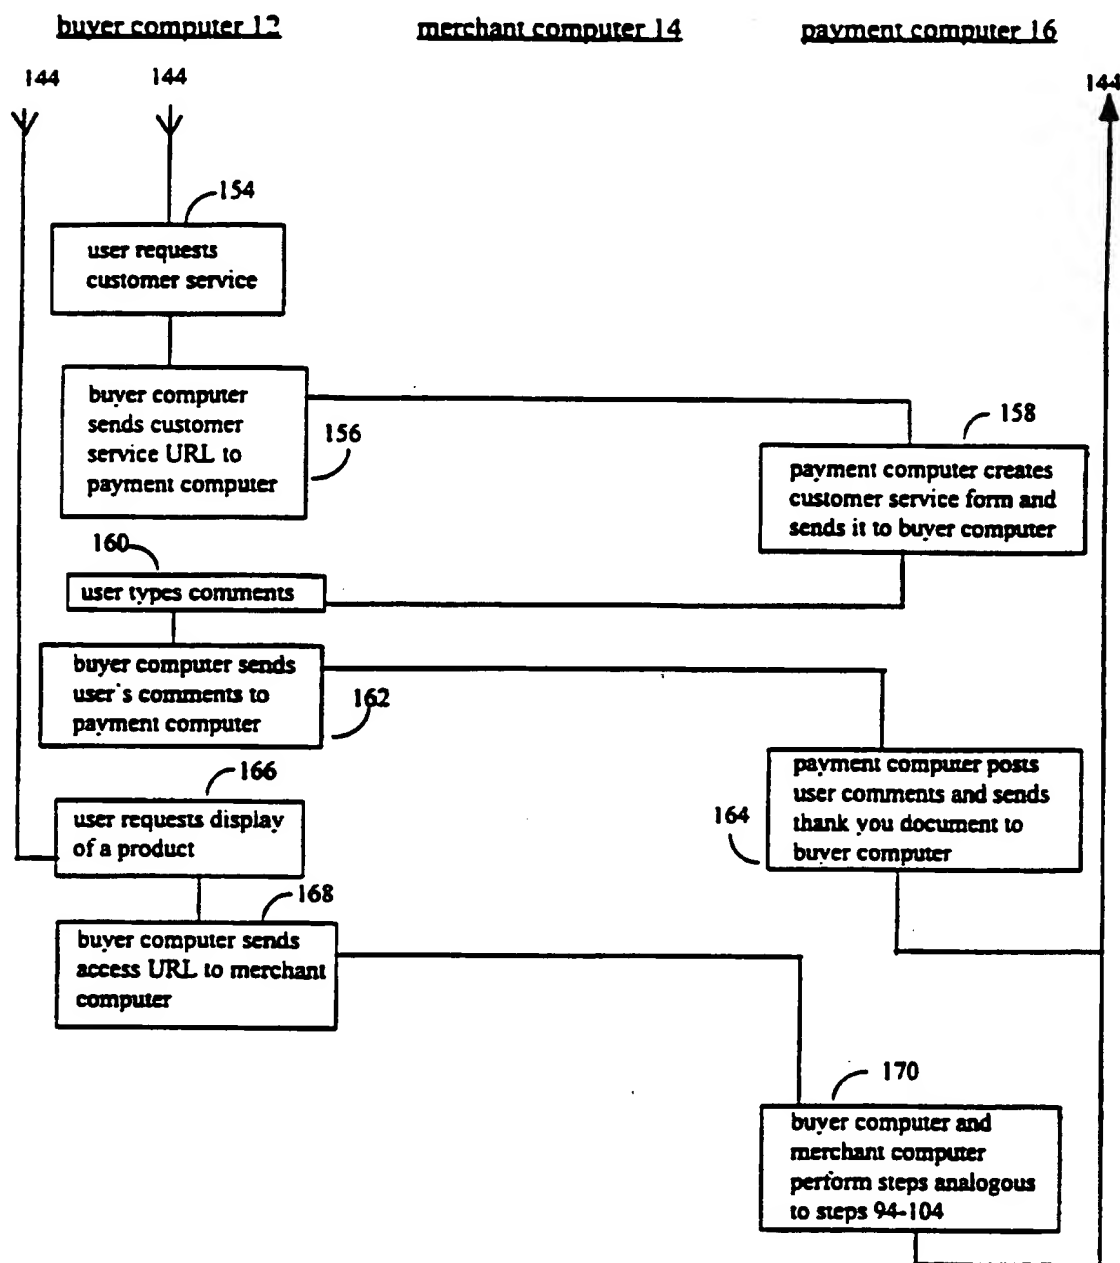 buyer computer 12
merchant computer 14
payment computer 16
144
144
144
154
user requests
customer service
buyer computer
sends customer
service URL to
payment computer
156
158
payment computer creates
customer service form and
sends it to buyer computer
160
user types comments
buyer computer sends
user's comments to
payment computer
162
164
payment computer posts
user comments and sends
thank you document to
buyer computer
166
user requests display
of a product
168
buyer computer sends
access URL to merchant
computer
170
buyer computer and
merchant computer
perform steps analogous
to steps 94-104